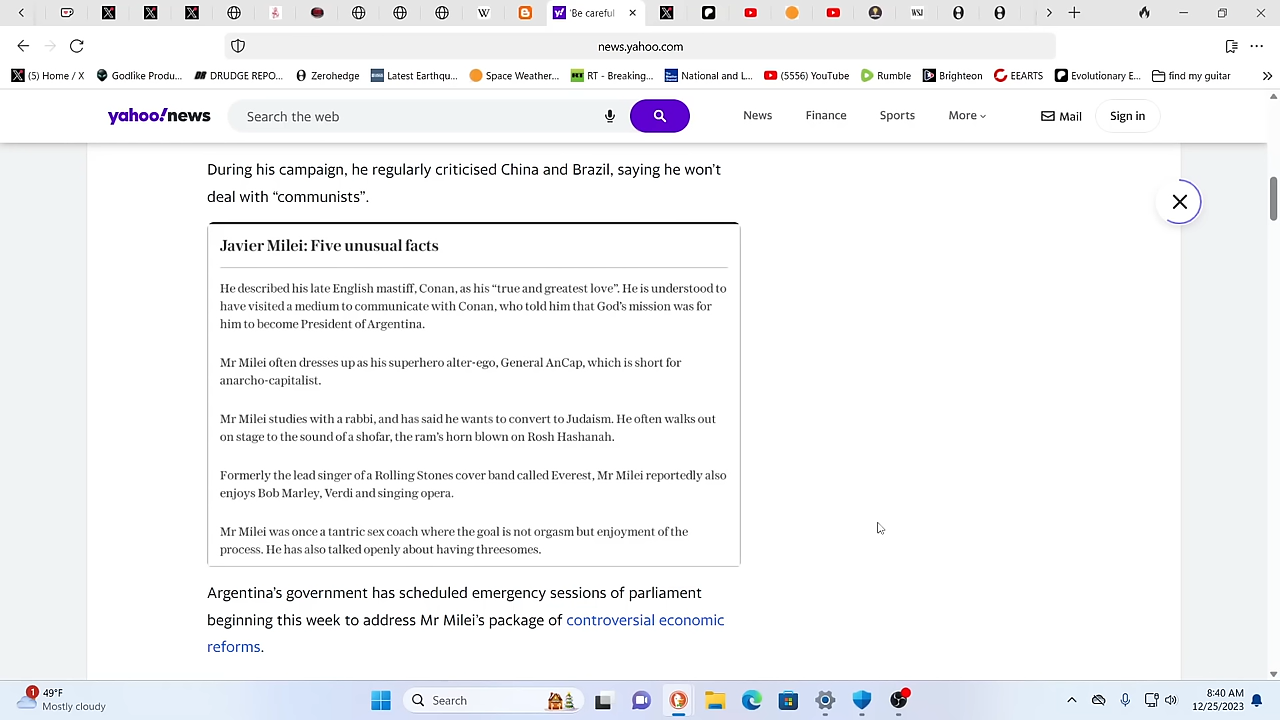 'Be careful
news.yahoo.com
(5) Home / X
Godlike Produ...
DRUDGE REPO...
Zerohedge
Latest Earthqu...
Space Weather...
RT - Breaking...
National and L...
(5556) YouTube
Rumble
Brighteon
EEARTS
Evolutionary E...
find my guitar
yahoo!news
Search the web
News
Finance
Sports
More
Mail
Sign in
During his campaign, he regularly criticised China and Brazil, saying he won't
deal with “communists”.
Javier Milei: Five unusual facts
He described his late English mastiff, Conan, as his “true and greatest love”. He is understood to
have visited a medium to communicate with Conan, who told him that God's mission was for
him to become President of Argentina.
Mr Milei often dresses up as his superhero alter-ego, General AnCap, which is short for
anarcho-capitalist.
Mr Milei studies with a rabbi, and has said he wants to convert to Judaism. He often walks out
on stage to the sound of a shofar, the ram's horn blown on Rosh Hashanah.
Formerly the lead singer of a Rolling Stones cover band called Everest, Mr Milei reportedly also
enjoys Bob Marley, Verdi and singing opera.
Mr Milei was once a tantric sex coach where the goal is not orgasm but enjoyment of the
process. He has also talked openly about having threesomes.
Argentina's government has scheduled emergency sessions of parliament
beginning this week to address Mr Milei's package of controversial economic
reforms.
1
49°F
Mostly cloudy
Search
8:40 AM
12/25/2023